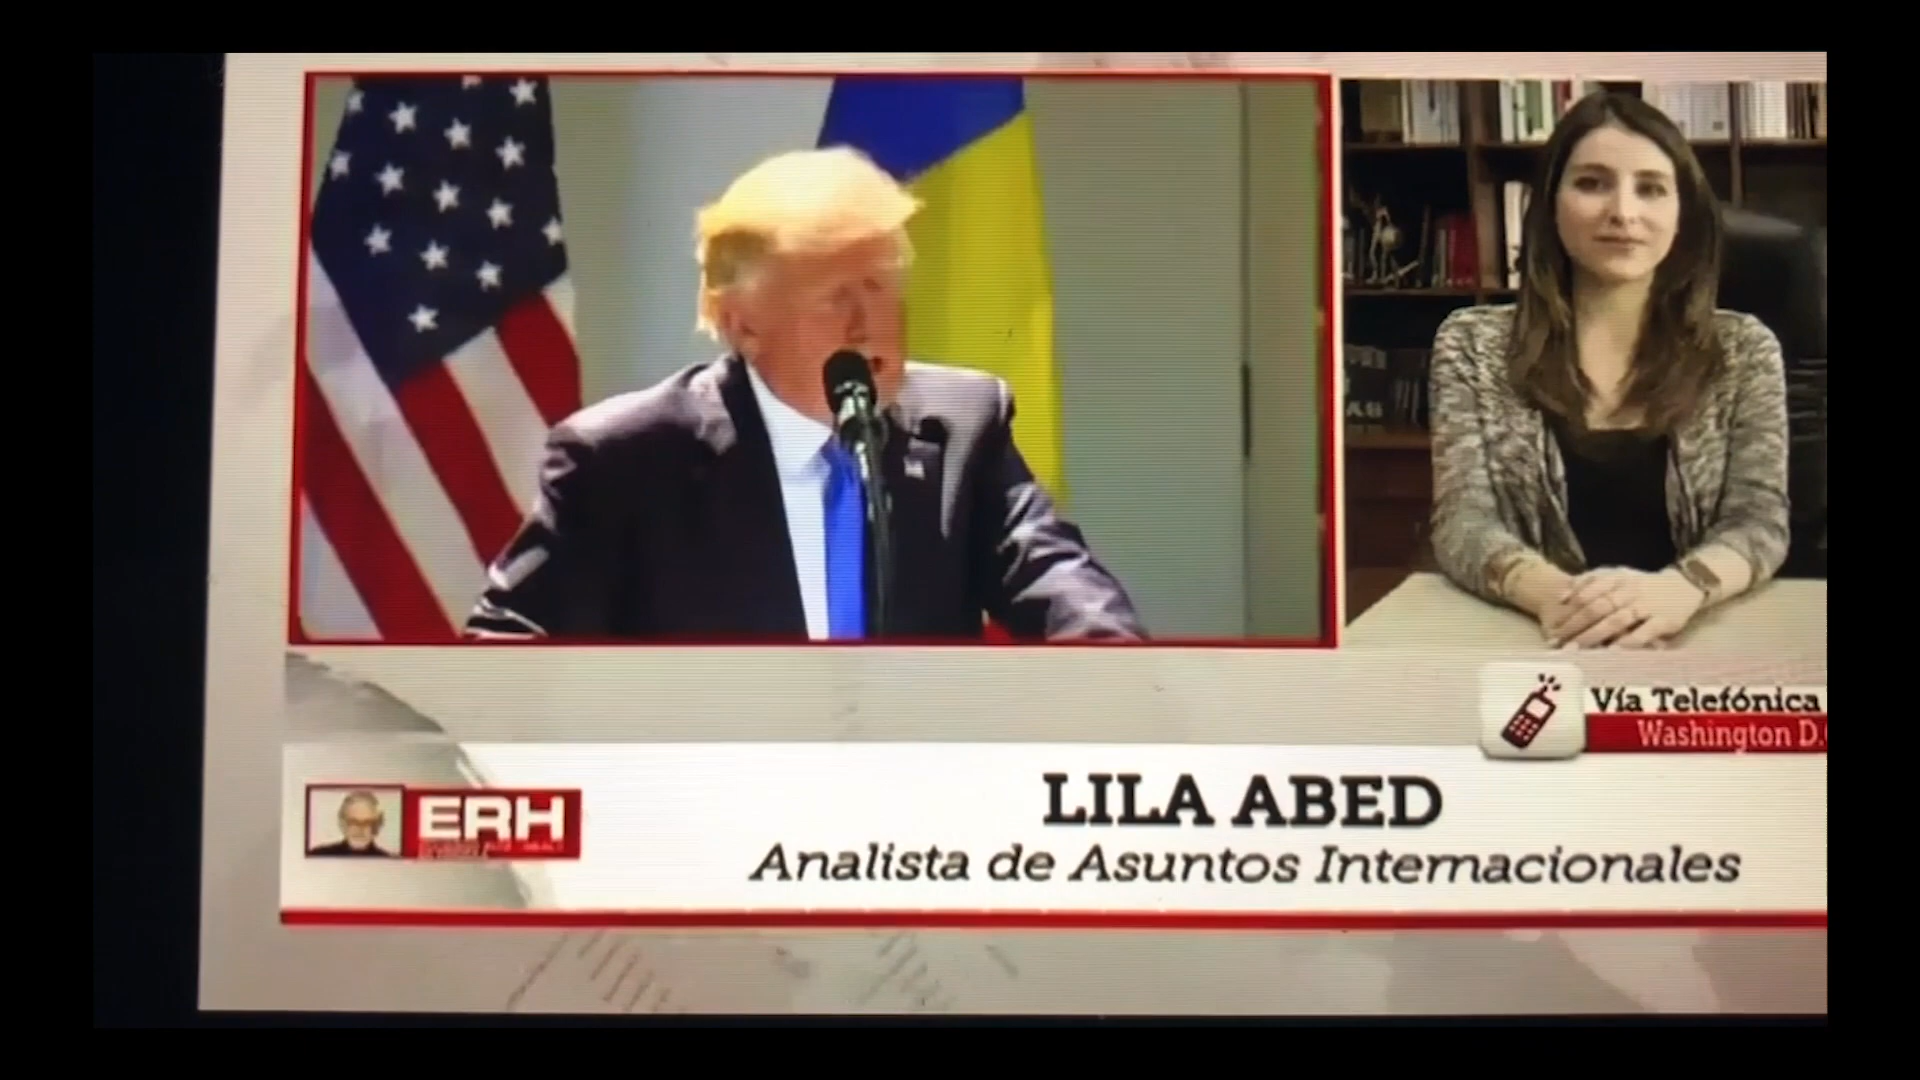 Vía Telefónica
Washington D.
LILA ABED
Analista de Asuntos Internacionales
ERH